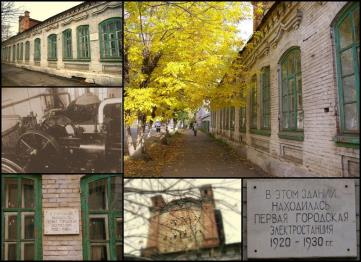 В ЭТОМ ЗДАНИИ
НАХОДИЛАСЬ
ПЕРВАЯ ГОРОДСКАЯ
ЭЛЕКТРОСТАНЦИЯ
1920 - 1930 гг.